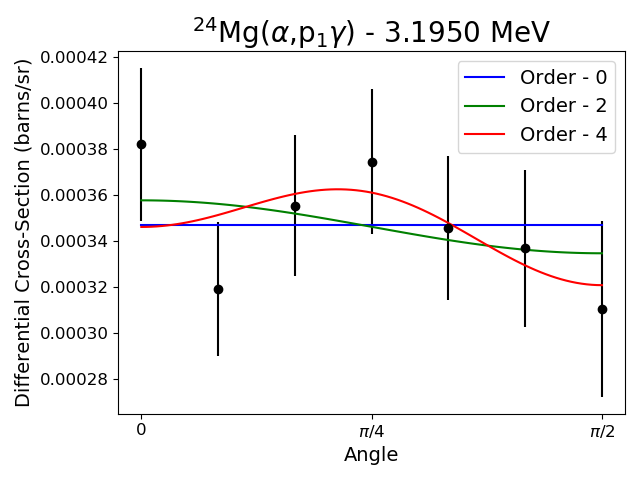 ²⁴Mg(α,p₁γ) - 3.1950 MeV
Differential Cross-Section (barns/sr)
0.00042
0.00040
0.00038
0.00036
0.00034
0.00032
0.00030
0.00028
Order - 0
Order - 2
Order - 4
0
π/4
π/2
Angle